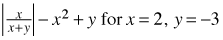 |x/(x+y)| − x² + y for x = 2, y = −3